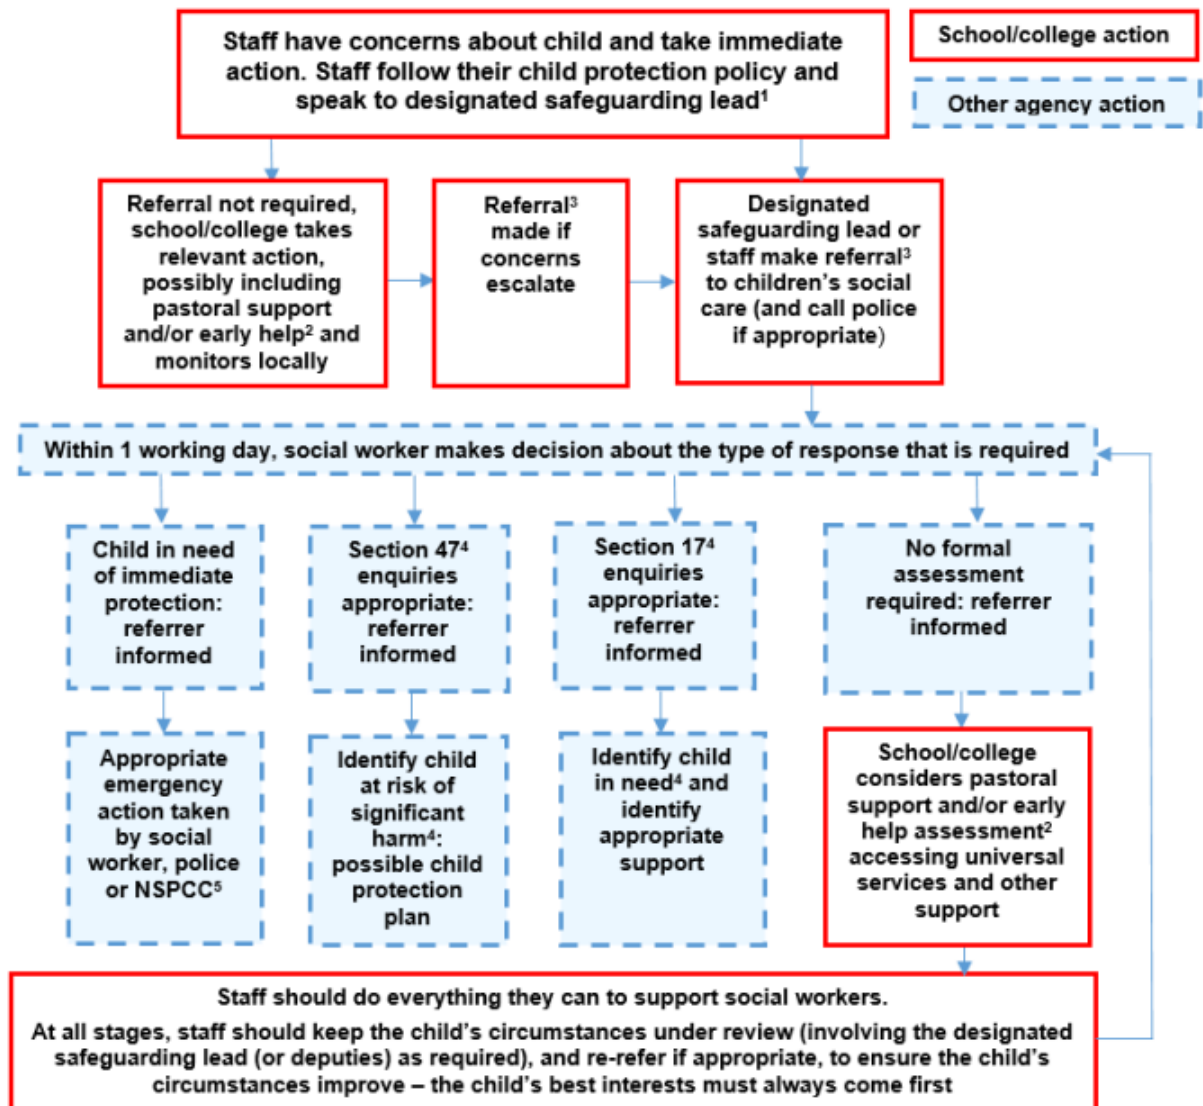 Staff have concerns about child and take immediate
action. Staff follow their child protection policy and
speak to designated safeguarding lead¹
School/college action
Other agency action
Referral not required,
school/college takes
relevant action,
possibly including
pastoral support
and/or early help² and
monitors locally
Referral³
made if
concerns
escalate
Designated
safeguarding lead or
staff make referral³
to children’s social
care (and call police
if appropriate)
Within 1 working day, social worker makes decision about the type of response that is required
Child in need
of immediate
protection:
referrer
informed
Section 47⁴
enquiries
appropriate:
referrer
informed
Section 17⁴
enquiries
appropriate:
referrer
informed
No formal
assessment
required: referrer
informed
Appropriate
emergency
action taken
by social
worker, police
or NSPCC⁵
Identify child
at risk of
significant
harm⁴:
possible child
protection
plan
Identify child
in need⁴ and
identify
appropriate
support
School/college
considers pastoral
support and/or early
help assessment²
accessing universal
services and other
support
Staff should do everything they can to support social workers.
At all stages, staff should keep the child’s circumstances under review (involving the designated
safeguarding lead (or deputies) as required), and re-refer if appropriate, to ensure the child’s
circumstances improve – the child’s best interests must always come first